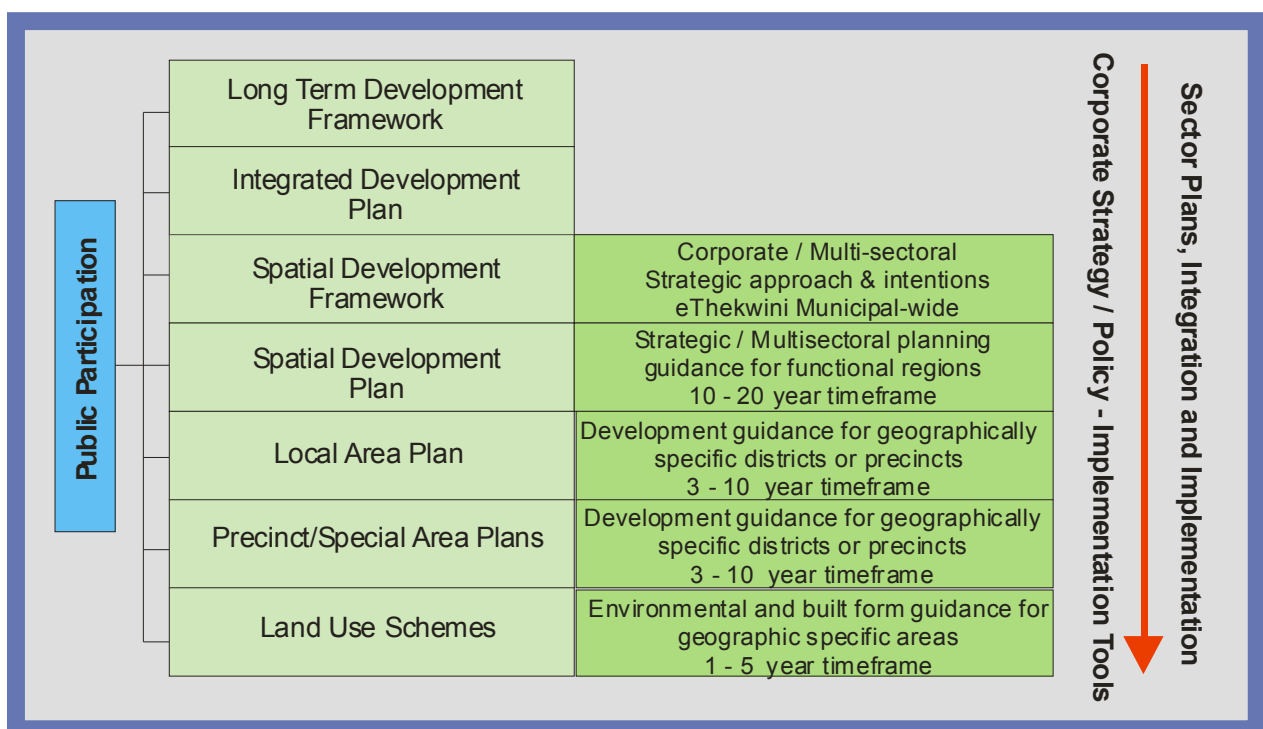 Public Participation
Long Term Development
Framework
Integrated Development
Plan
Spatial Development
Framework
Corporate / Multi-sectoral
Strategic approach & intentions
eThekwini Municipal-wide
Spatial Development
Plan
Strategic / Multisectoral planning
guidance for functional regions
10 - 20 year timeframe
Local Area Plan
Development guidance for geographically
specific districts or precincts
3 - 10 year timeframe
Precinct/Special Area Plans
Development guidance for geographically
specific districts or precincts
3 - 10 year timeframe
Land Use Schemes
Environmental and built form guidance for
geographic specific areas
1 - 5 year timeframe
Corporate Strategy / Policy - Implementation Tools
Sector Plans, Integration and Implementation